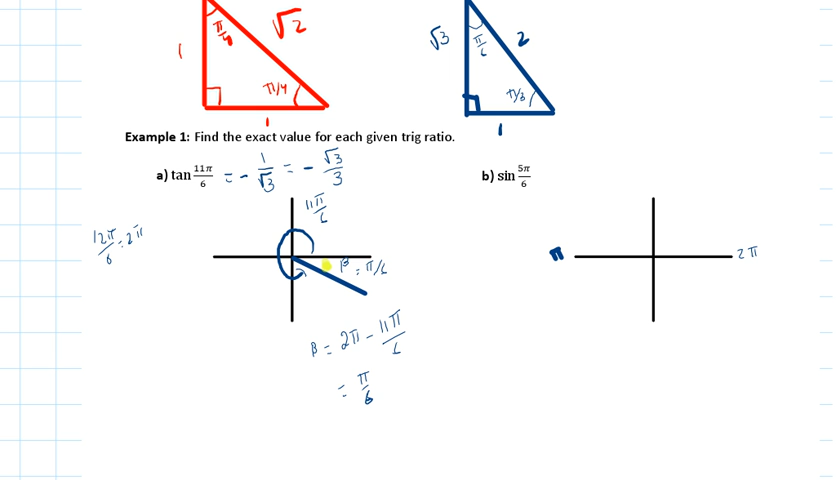 1 π/4 √2 π/4 1
√3 π/6 2 π/3 1
Example 1: Find the exact value for each given trig ratio.
a) tan 11π/6 = - 1/√3 = - √3/3
b) sin 5π/6
11π/6
12π/6 = 2π
β = π/6
π 2π
β = 2π - 11π/6
= π/6